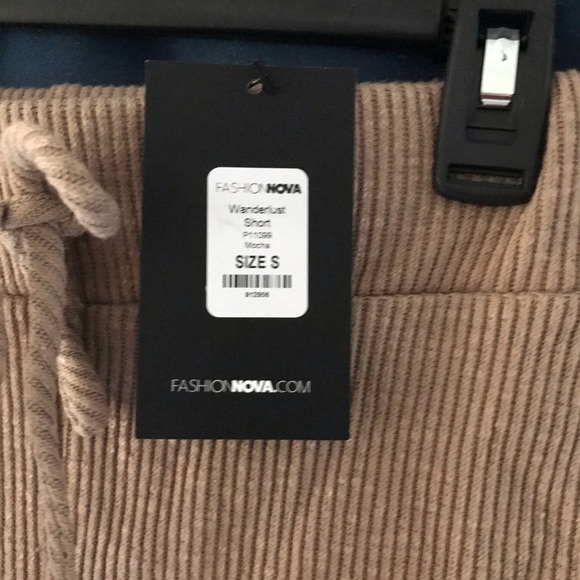 FASHIONNOVA
Wanderlust
Short
P11099
Mocha
SIZE S
912956
FASHIONNOVA.COM